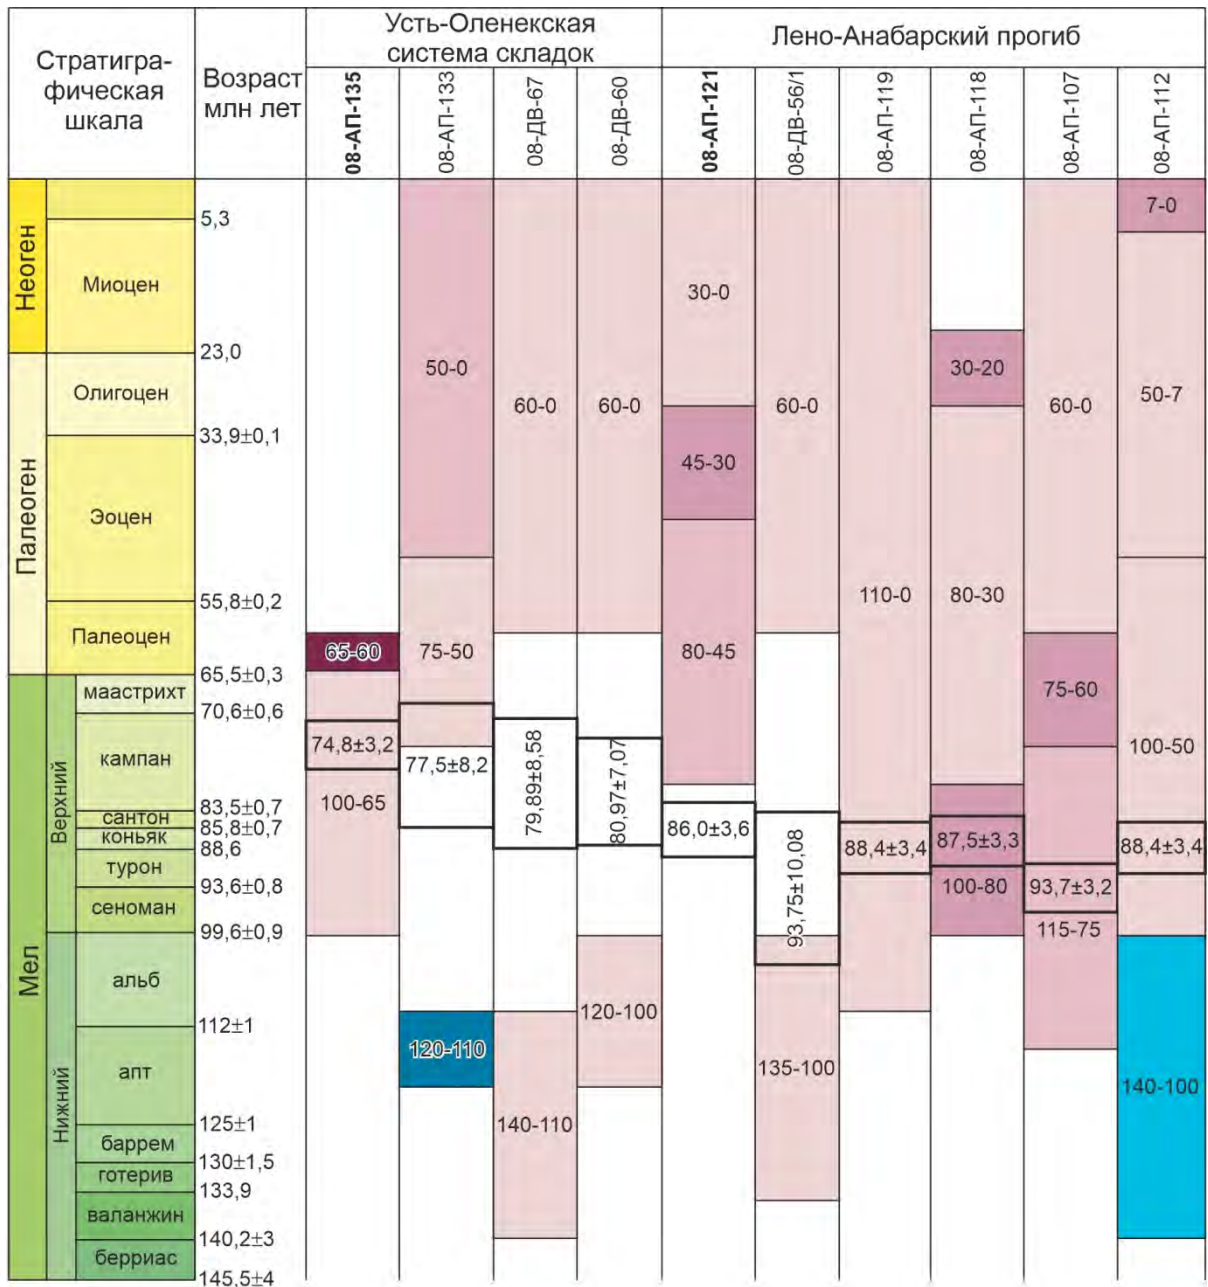 Стратигра-
фическая
шкала
Возраст
млн лет
Усть-Оленекская
система складок
Лено-Анабарский прогиб
08-АП-135
08-АП-133
08-ДВ-67
08-ДВ-60
08-АП-121
08-ДВ-56/1
08-АП-119
08-АП-118
08-АП-107
08-АП-112
Неоген
Палеоген
Мел
Верхний
Нижний
Миоцен
Олигоцен
Эоцен
Палеоцен
маастрихт
кампан
сантон
коньяк
турон
сеноман
альб
апт
баррем
готерив
валанжин
берриас
5,3
23,0
33,9±0,1
55,8±0,2
65,5±0,3
70,6±0,6
83,5±0,7
85,8±0,7
88,6
93,6±0,8
99,6±0,9
112±1
125±1
130±1,5
133,9
140,2±3
145,5±4
65-60
74,8±3,2
100-65
50-0
75-50
77,5±8,2
120-110
60-0
79,89±8,58
140-110
60-0
80,97±7,07
120-100
30-0
45-30
80-45
86,0±3,6
60-0
93,75±10,08
135-100
110-0
88,4±3,4
30-20
80-30
87,5±3,3
100-80
60-0
75-60
93,7±3,2
115-75
7-0
50-7
100-50
88,4±3,4
140-100